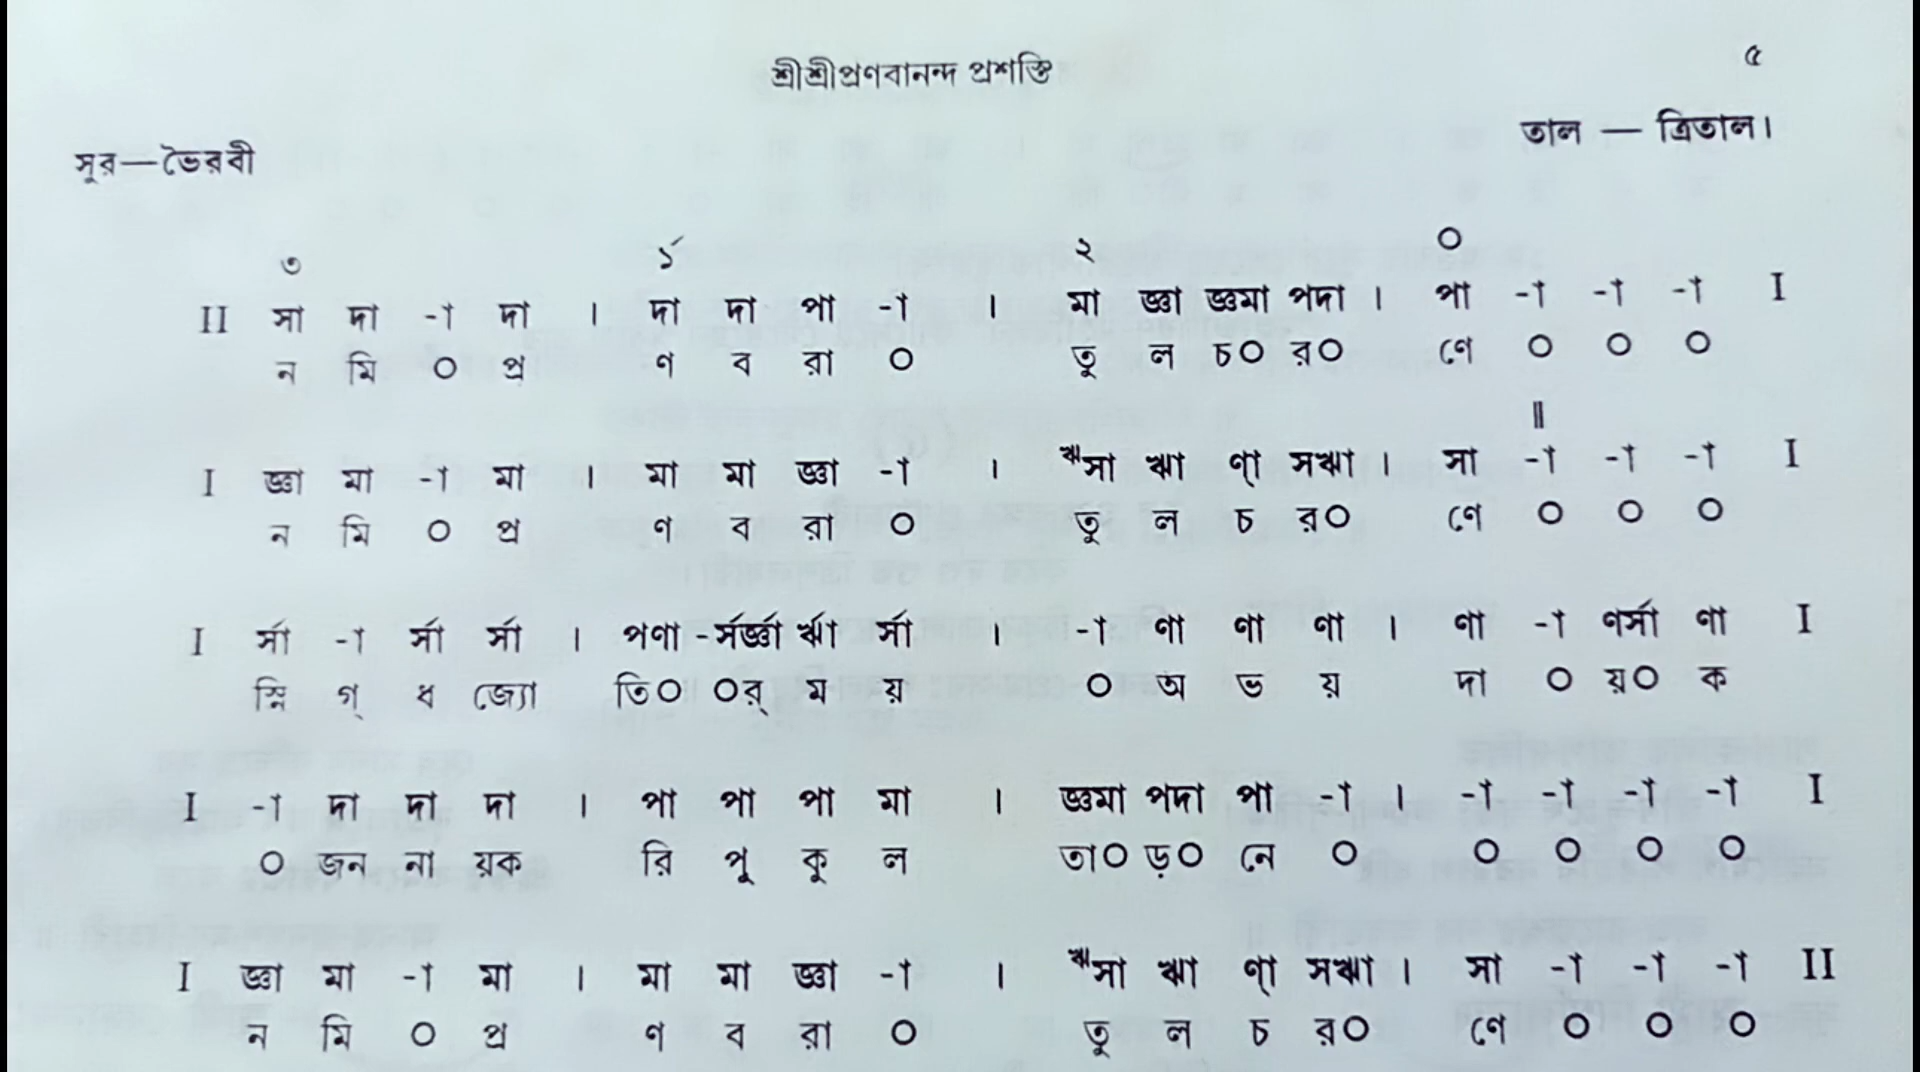 শ্রীশ্রীপ্রণবানন্দ প্রশস্তি ৫
সুর—ভৈরবী তাল — ত্রিতাল।
৩ ১ ২ ০
II সা দা -া দা । দা দা পা -া । মা জ্ঞা জ্ঞমা পদা । পা -া -া -া I
ন মি ০ প্র ণ ব রা ০ তু ল চ০ র০ ণে ০ ০ ০
॥
I জ্ঞা মা -া মা । মা মা জ্ঞা -া । ঋসা ঋা ণ্া সঋা । সা -া -া -া I
ন মি ০ প্র ণ ব রা ০ তু ল চ র০ ণে ০ ০ ০
I র্সা -া র্সা র্সা । পণা -র্সর্জ্ঞা র্ঋা র্সা । -া ণা ণা ণা । ণা -া ণর্সা ণা I
স্নি গ্ ধ জ্যো তি০ ০র্ ম য় ০ অ ভ য় দা ০ য়০ ক
I -া দা দা দা । পা পা পা মা । জ্ঞমা পদা পা -া । -া -া -া -া I
০ জন না য়ক রি পু কু ল তা০ ড়০ নে ০ ০ ০ ০ ০
I জ্ঞা মা -া মা । মা মা জ্ঞা -া । ঋসা ঋা ণ্া সঋা । সা -া -া -া II
ন মি ০ প্র ণ ব রা ০ তু ল চ র০ ণে ০ ০ ০